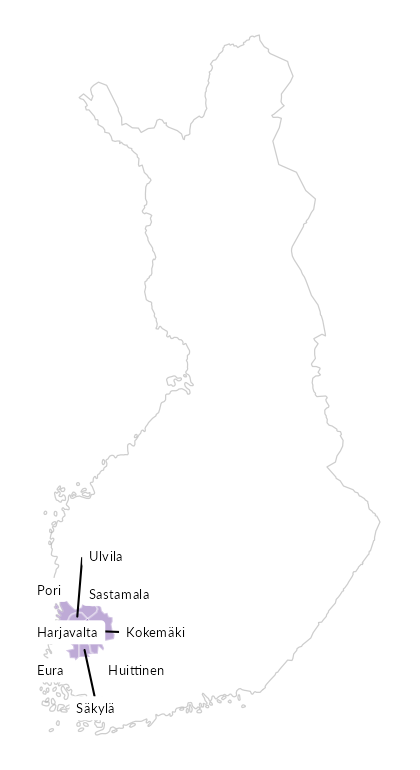 Ulvila
Pori
Sastamala
Harjavalta
Kokemäki
Eura
Huittinen
Säkylä